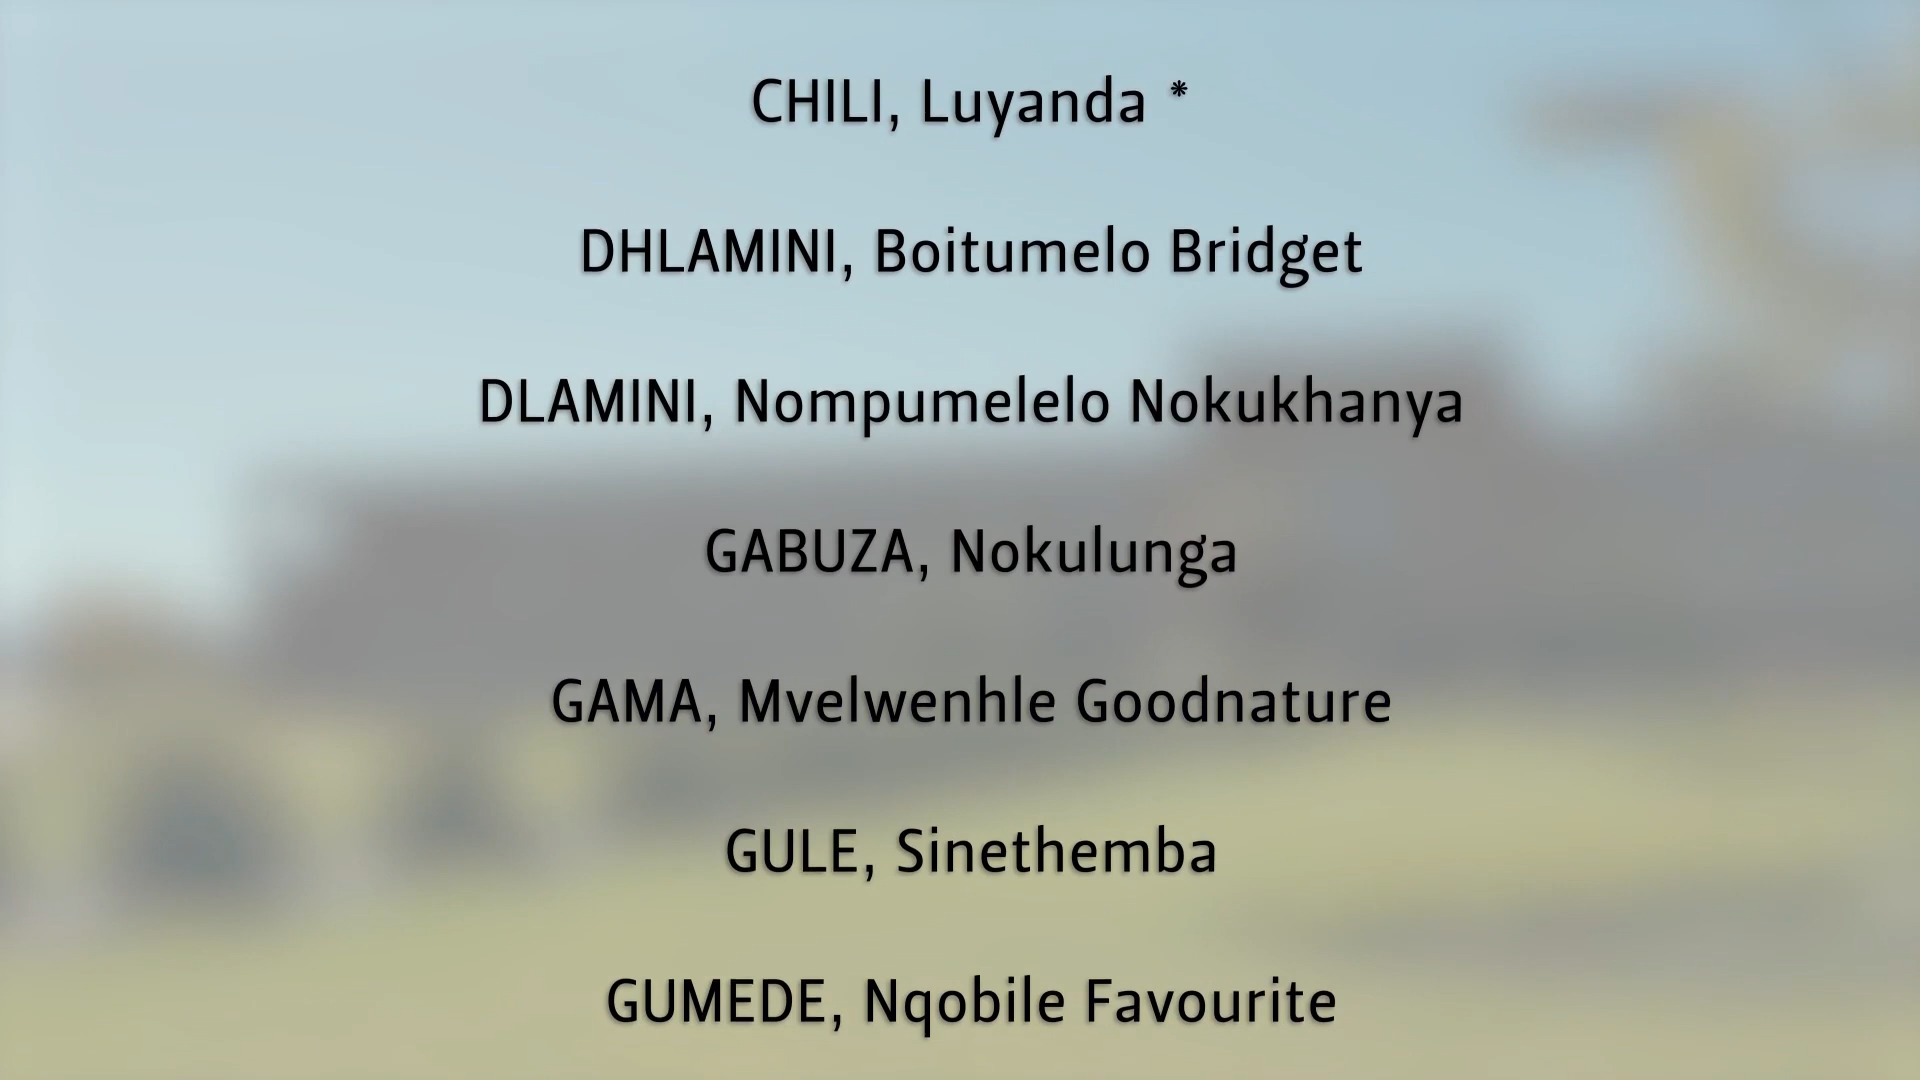 CHILI, Luyanda *
DHLAMINI, Boitumelo Bridget
DLAMINI, Nompumelelo Nokukhanya
GABUZA, Nokulunga
GAMA, Mvelwenhle Goodnature
GULE, Sinethemba
GUMEDE, Nqobile Favourite